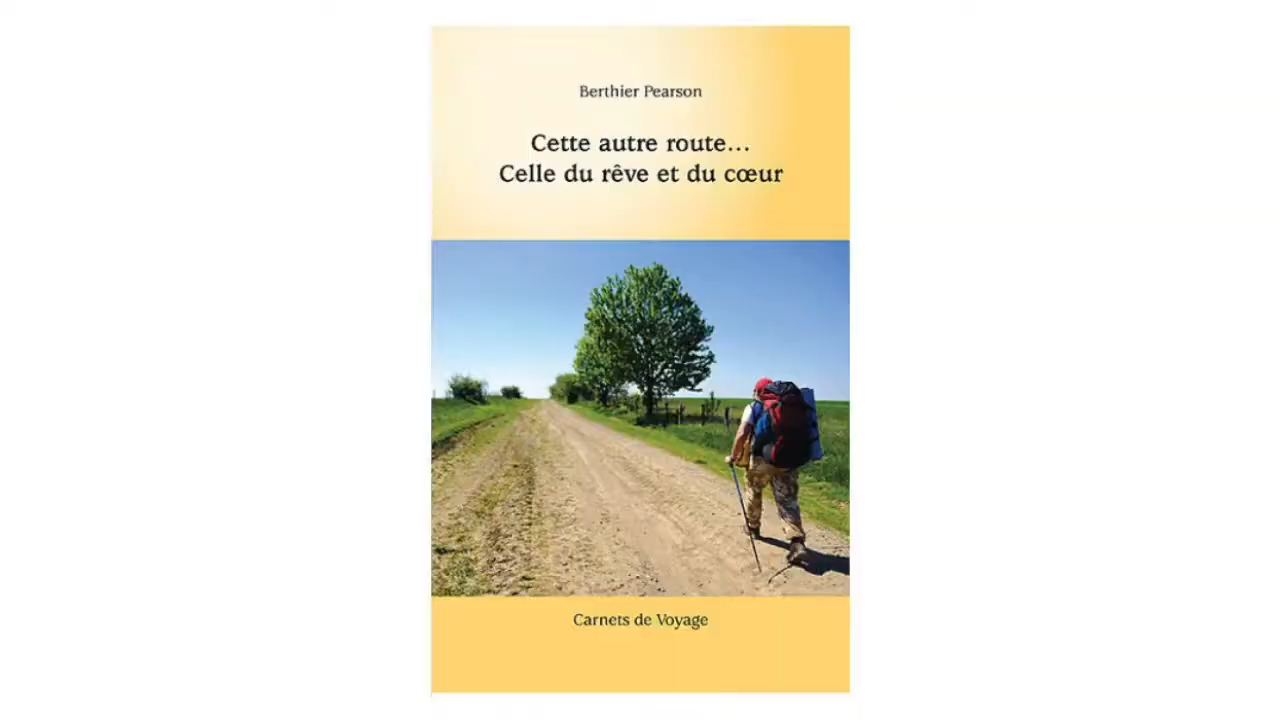 Berthier Pearson
Cette autre route…
Celle du rêve et du cœur
Carnets de Voyage